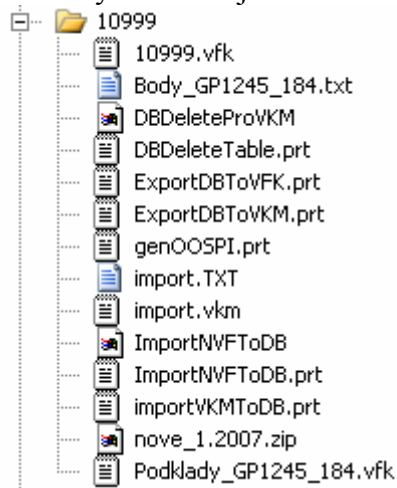 10999
10999.vfk
Body_GP1245_184.txt
DBDeleteProVKM
DBDeleteTable.prt
ExportDBToVFK.prt
ExportDBToVKM.prt
genOOSPI.prt
import.TXT
import.vkm
ImportNVFToDB
ImportNVFToDB.prt
importVKMToDB.prt
nove_1.2007.zip
Podklady_GP1245_184.vfk